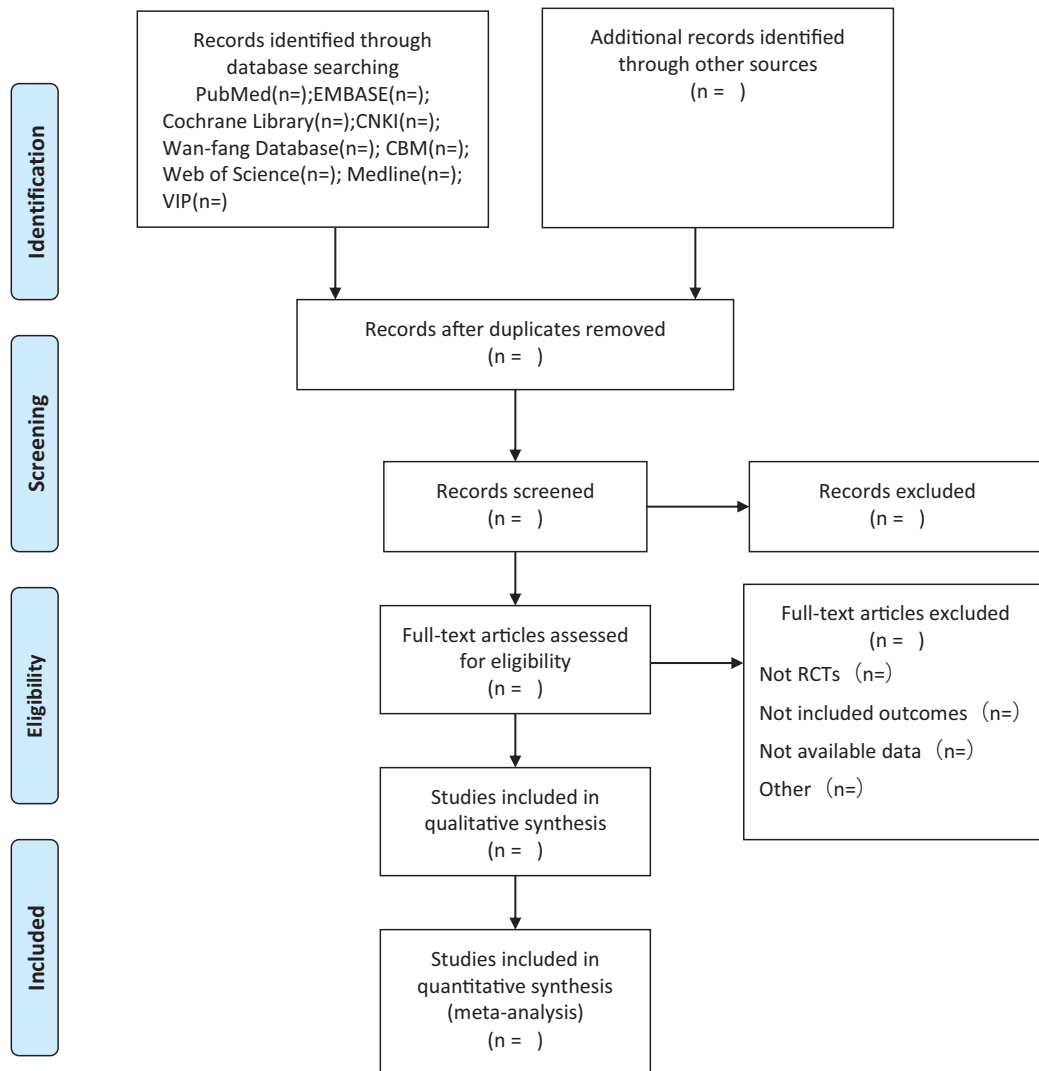 Identification
Records identified through
database searching
PubMed(n=);EMBASE(n=);
Cochrane Library(n=);CNKI(n=);
Wan-fang Database(n=); CBM(n=);
Web of Science(n=); Medline(n=);
VIP(n=)
Additional records identified
through other sources
(n =   )
Screening
Records after duplicates removed
(n =   )
Records screened
(n =   )
Records excluded
(n =   )
Eligibility
Full-text articles assessed
for eligibility
(n =   )
Full-text articles excluded
(n =   )
Not RCTs（n=）
Not included outcomes（n=）
Not available data（n=）
Other（n=）
Studies included in
qualitative synthesis
(n =   )
Included
Studies included in
quantitative synthesis
(meta-analysis)
(n =   )